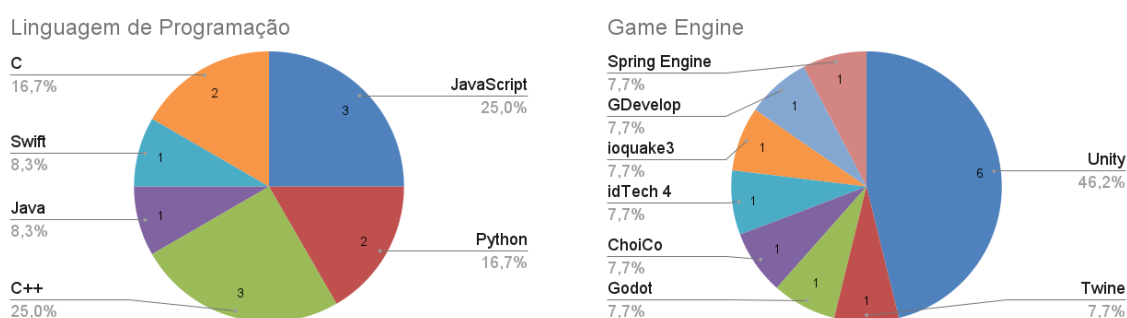 Linguagem de Programação
C
16,7%
2
JavaScript
25,0%
3
Swift
8,3%
1
Java
8,3%
1
Python
16,7%
2
C++
25,0%
3
Game Engine
Spring Engine
7,7%
1
GDevelop
7,7%
1
ioquake3
7,7%
1
idTech 4
7,7%
1
ChoiCo
7,7%
1
Godot
7,7%
1
Unity
46,2%
6
Twine
7,7%
1